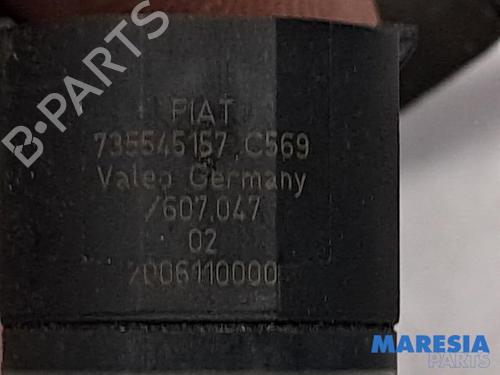 B-PARTS
FIAT
735545157 C569
Valeo Germany
/607.047
02
2006110000
MARESIA
PARTS